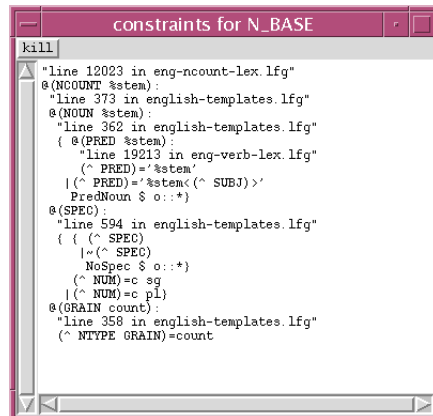 constraints for N_BASE
kill
"line 12023 in eng-ncount-lex.lfg"
@(NCOUNT %stem):
"line 373 in english-templates.lfg"
@(NOUN %stem):
"line 362 in english-templates.lfg"
{ @(PRED %stem):
"line 19213 in eng-verb-lex.lfg"
(^ PRED)='%stem'
|(^ PRED)='%stem<(^ SUBJ)>'
PredNoun $ o::*}
@(SPEC):
"line 594 in english-templates.lfg"
{ { (^ SPEC)
|~(^ SPEC)
NoSpec $ o::*}
(^ NUM)=c sg
|(^ NUM)=c pl}
@(GRAIN count):
"line 358 in english-templates.lfg"
(^ NTYPE GRAIN)=count